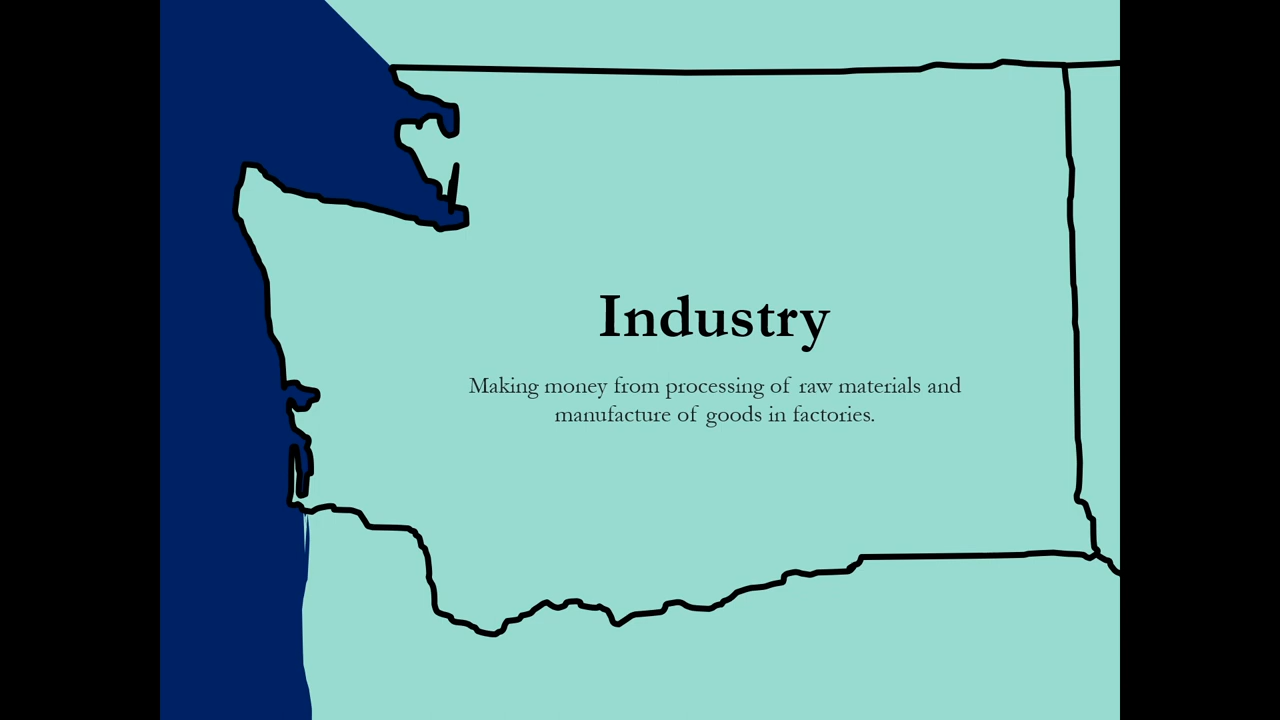 Industry
Making money from processing of raw materials and
manufacture of goods in factories.